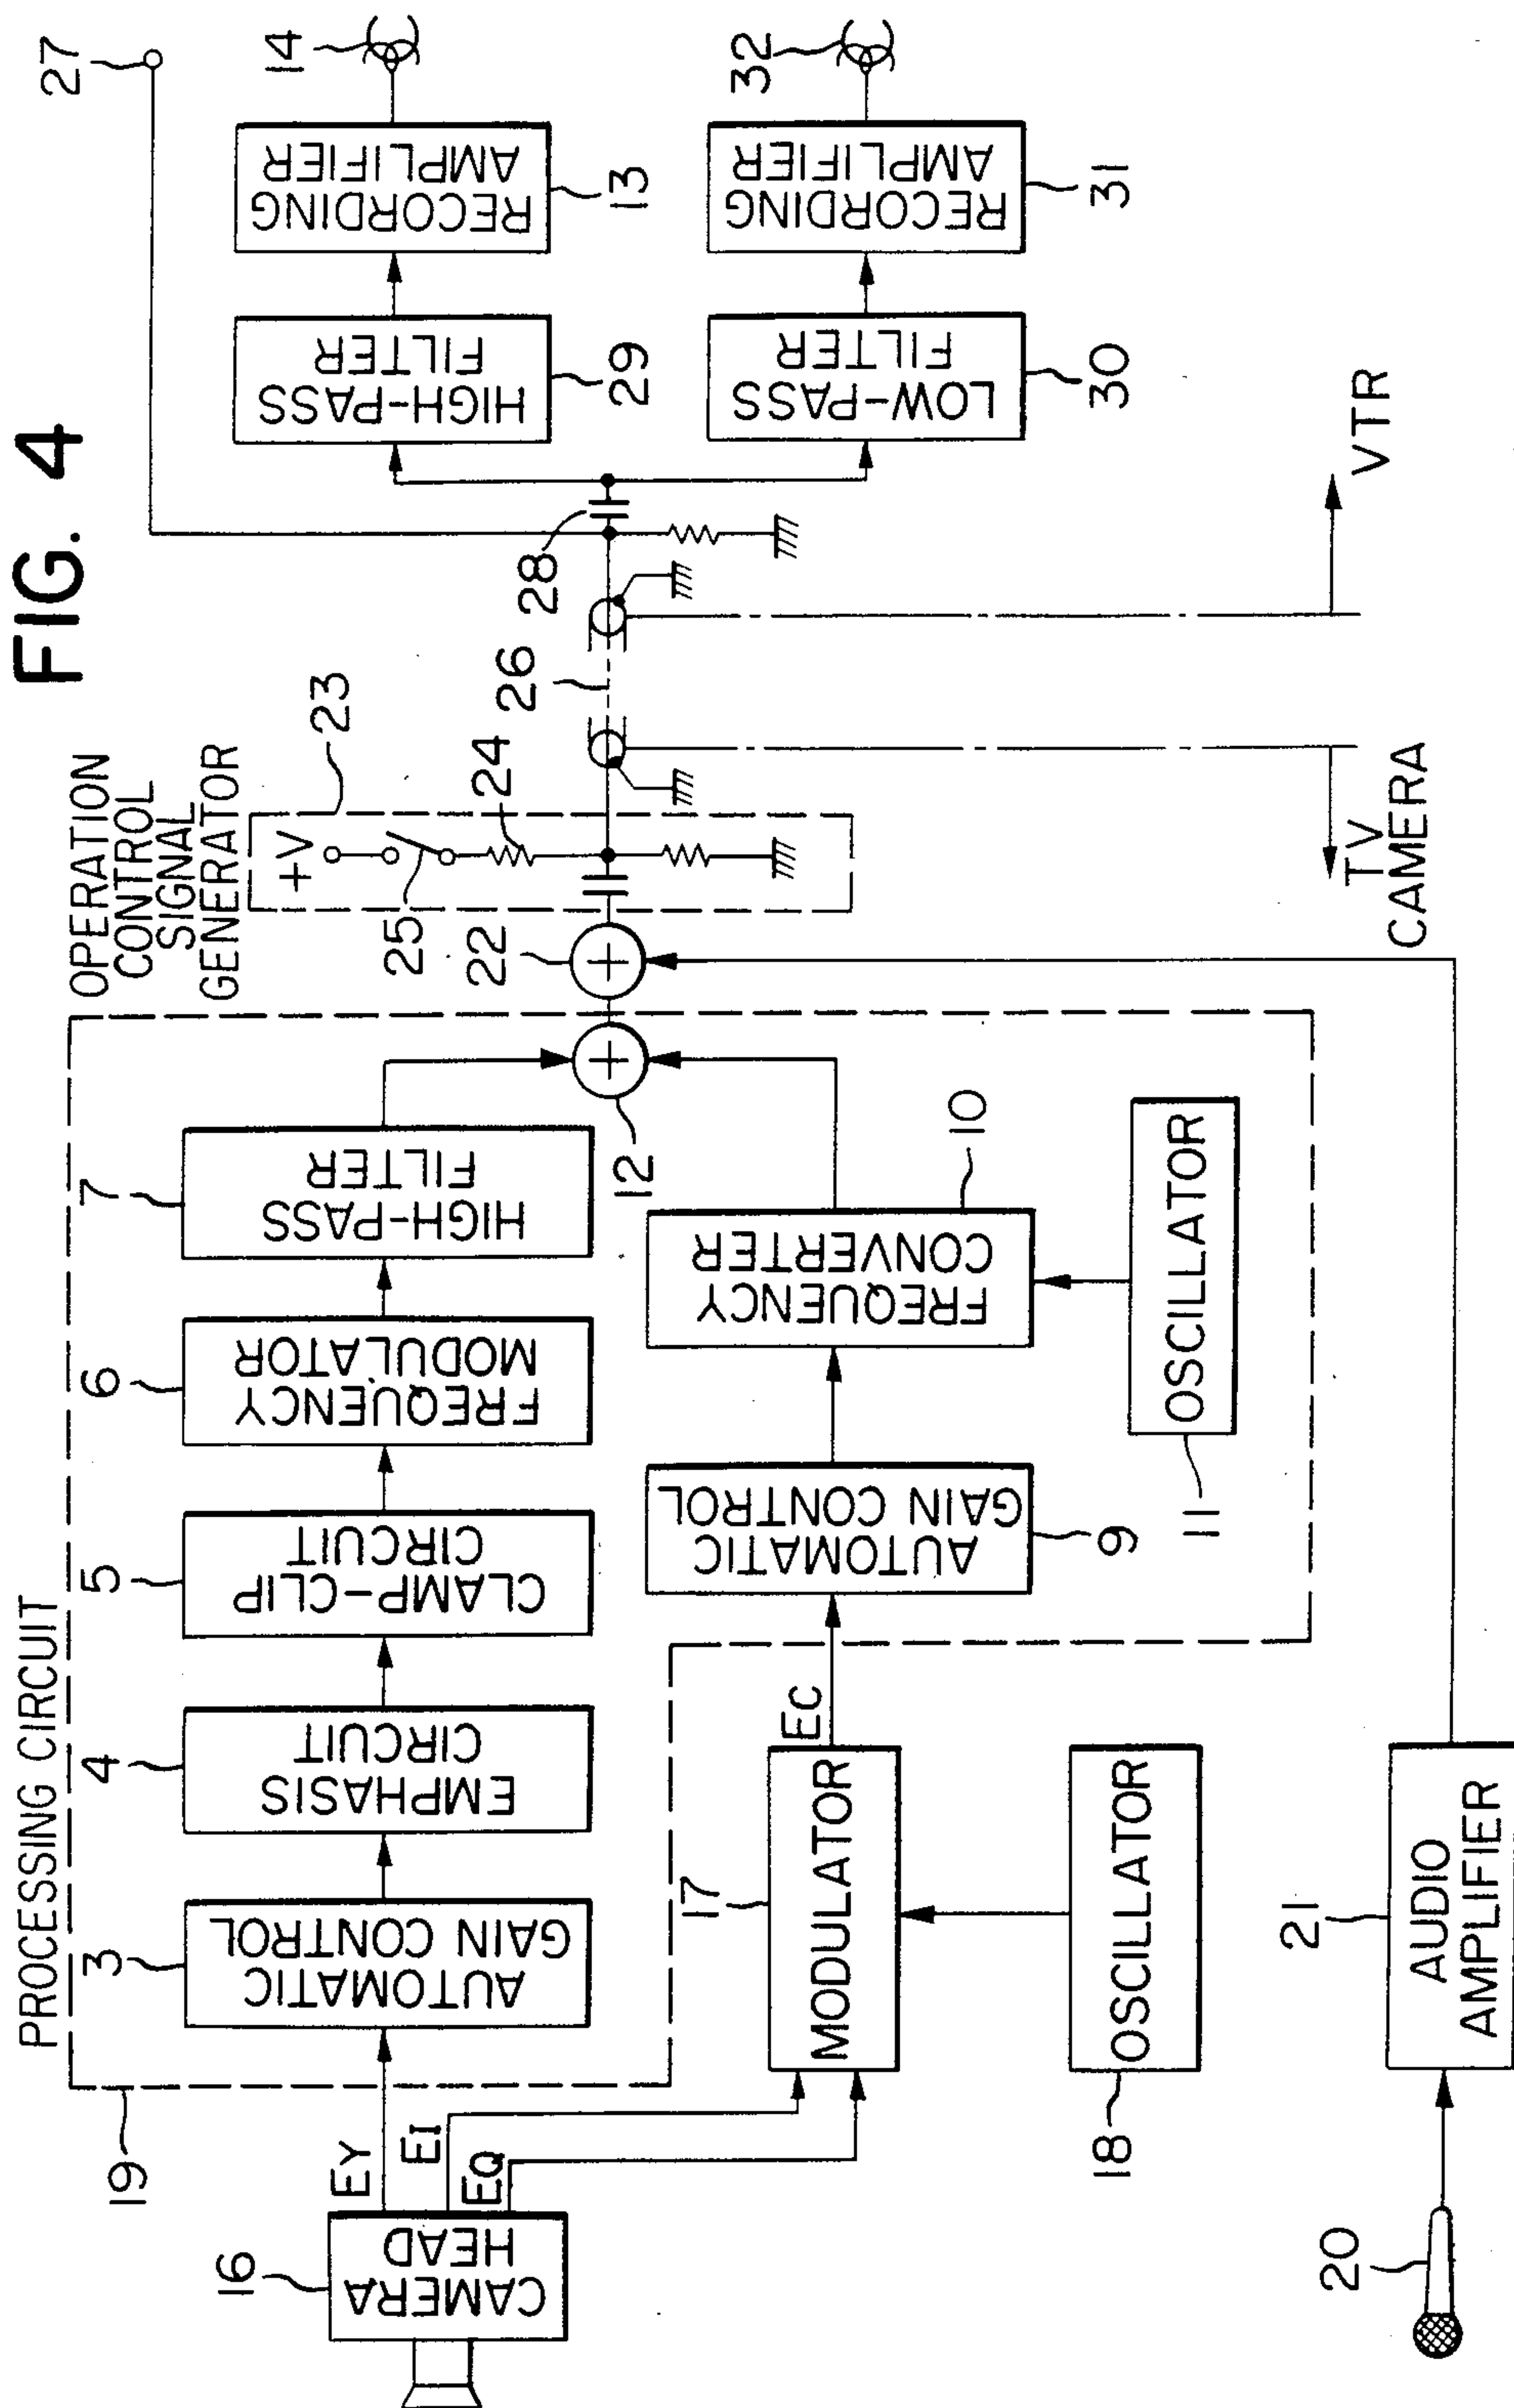 FIG. 4
PROCESSING CIRCUIT
OPERATION
CONTROL
SIGNAL
GENERATOR
19
3
4
5
6
7
23
27
14
16
CAMERA
HEAD
EY
EI
EQ
AUTOMATIC
GAIN CONTROL
EMPHASIS
CIRCUIT
CLAMP-CLIP
CIRCUIT
FREQUENCY
MODULATOR
HIGH-PASS
FILTER
+V
25
24
22
12
26
28
HIGH-PASS
FILTER
29
RECORDING
AMPLIFIER
13
17
MODULATOR
EC
AUTOMATIC
GAIN CONTROL
9
FREQUENCY
CONVERTER
10
LOW-PASS
FILTER
30
RECORDING
AMPLIFIER
31
32
18
OSCILLATOR
11
OSCILLATOR
TV
CAMERA
VTR
20
21
AUDIO
AMPLIFIER